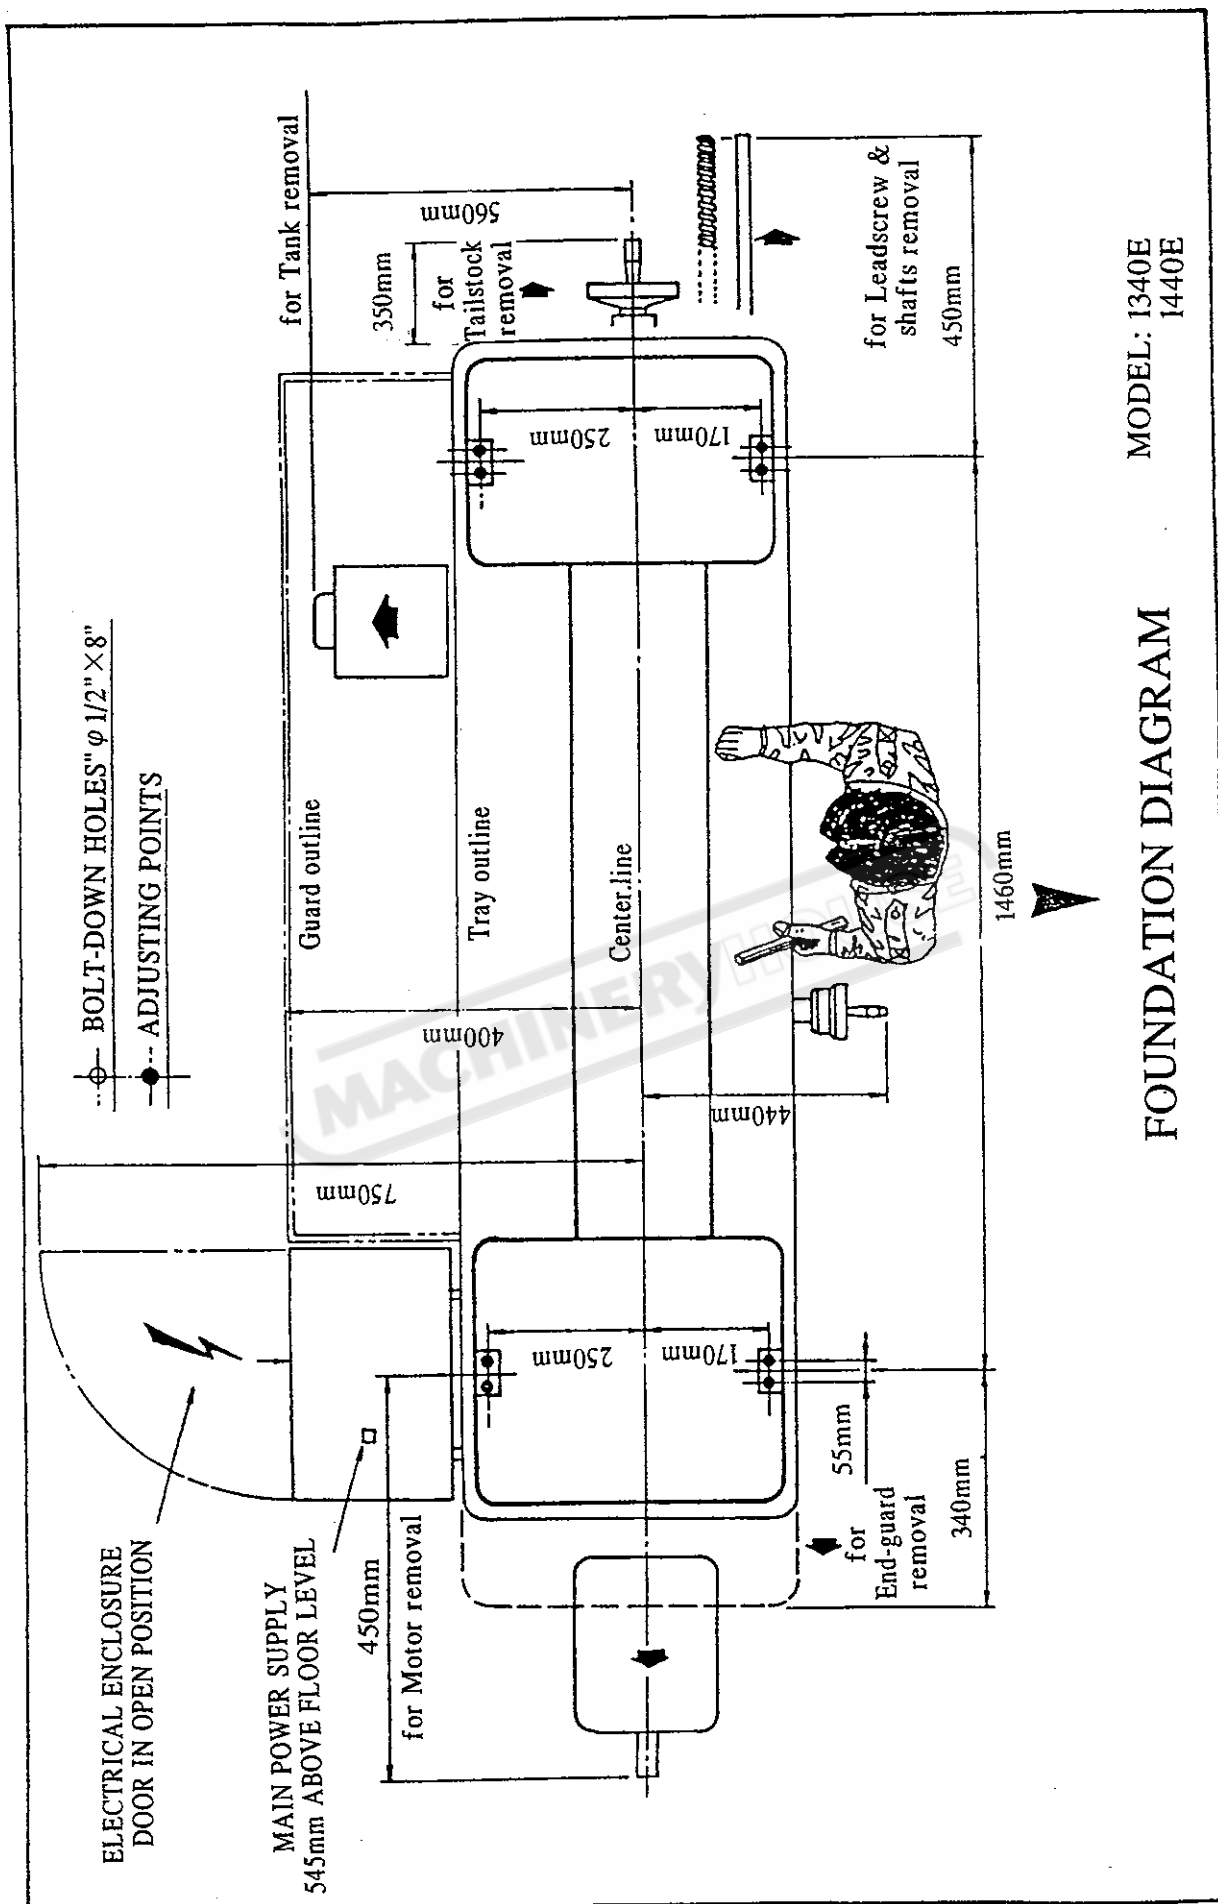 ELECTRICAL ENCLOSURE
DOOR IN OPEN POSITION
MAIN POWER SUPPLY
545mm ABOVE FLOOR LEVEL
BOLT-DOWN HOLES" φ 1/2" × 8"
ADJUSTING POINTS
for Tank removal
450mm
for Motor removal
750mm
400mm
Guard outline
Tray outline
Center.line
560mm
350mm
for
Tailstock
removal
250mm
170mm
250mm
170mm
440mm
for Leadscrew &
shafts removal
450mm
55mm
for
End-guard
removal
340mm
1460mm
MACHINERYHOUSE
FOUNDATION DIAGRAM
MODEL: 1340E
1440E